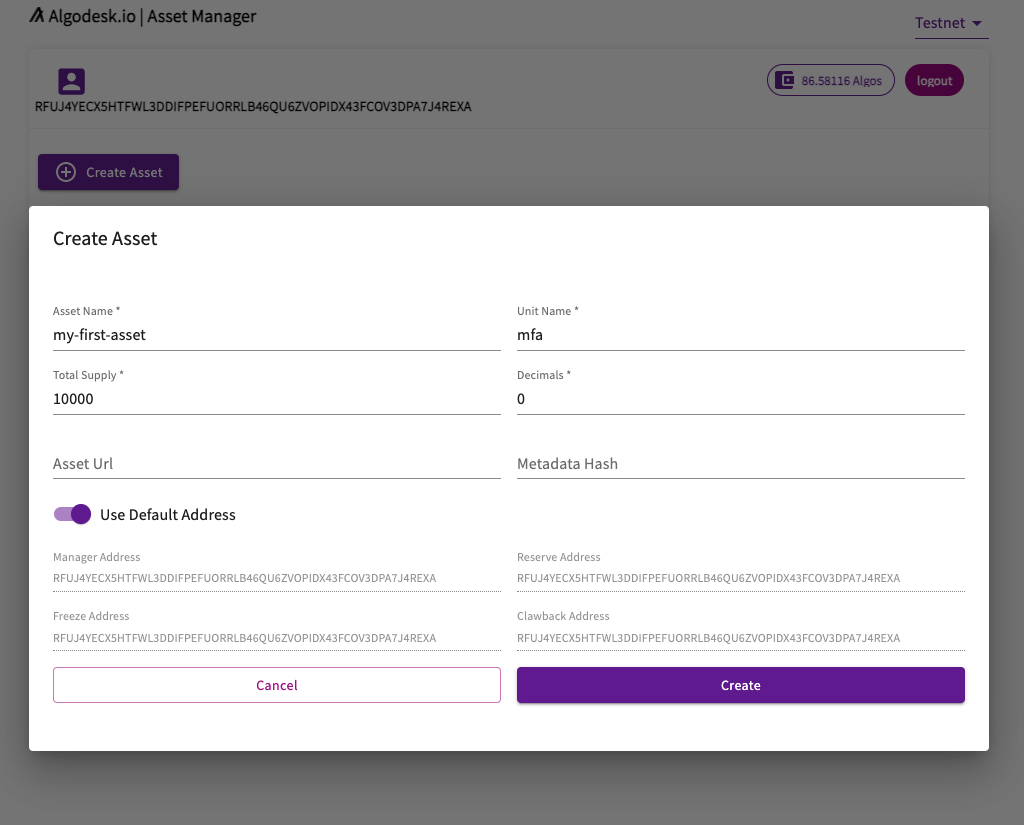 Algodesk.io | Asset Manager
Testnet
RFUJ4YECX5HTFWL3DDIFPEFUORRLB46QU6ZVOPIDX43FCOV3DPA7J4REXA
86.58116 Algos
logout
Create Asset
Create Asset
Asset Name *
my-first-asset
Unit Name *
mfa
Total Supply *
10000
Decimals *
0
Asset Url
Metadata Hash
Use Default Address
Manager Address
RFUJ4YECX5HTFWL3DDIFPEFUORRLB46QU6ZVOPIDX43FCOV3DPA7J4REXA
Reserve Address
RFUJ4YECX5HTFWL3DDIFPEFUORRLB46QU6ZVOPIDX43FCOV3DPA7J4REXA
Freeze Address
RFUJ4YECX5HTFWL3DDIFPEFUORRLB46QU6ZVOPIDX43FCOV3DPA7J4REXA
Clawback Address
RFUJ4YECX5HTFWL3DDIFPEFUORRLB46QU6ZVOPIDX43FCOV3DPA7J4REXA
Cancel
Create